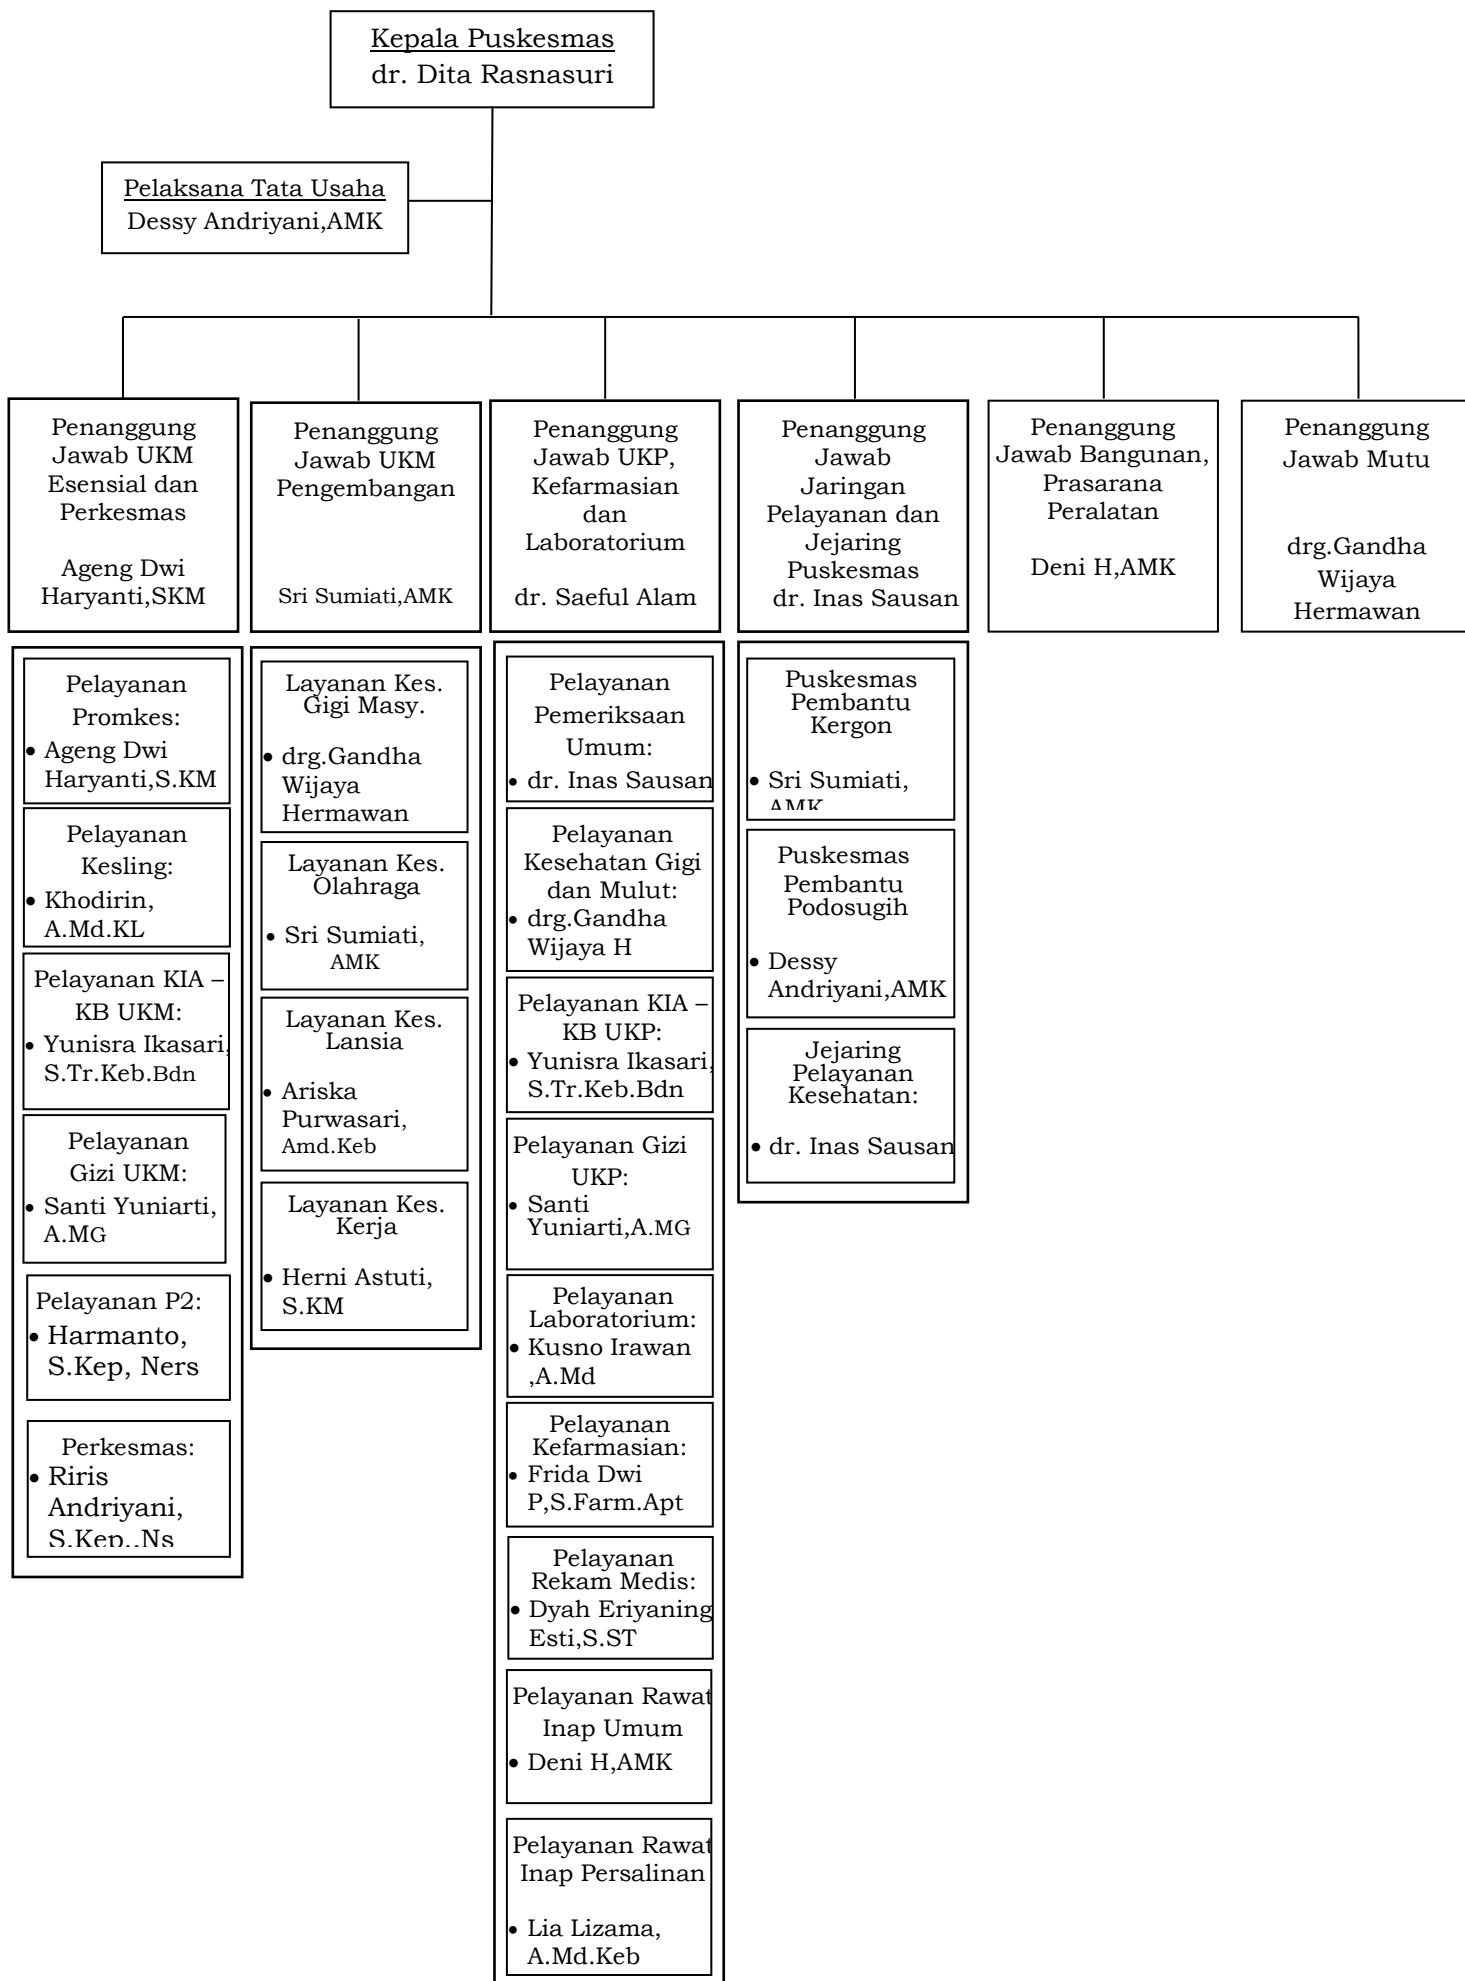 Kepala Puskesmas
dr. Dita Rasnasuri
Pelaksana Tata Usaha
Dessy Andriyani,AMK
Penanggung
Jawab UKM
Esensial dan
Perkesmas
Ageng Dwi
Haryanti,SKM
Penanggung
Jawab UKM
Pengembangan
Sri Sumiati,AMK
Penanggung
Jawab UKP,
Kefarmasian
dan
Laboratorium
dr. Saeful Alam
Penanggung
Jawab
Jaringan
Pelayanan dan
Jejaring
Puskesmas
dr. Inas Sausan
Penanggung
Jawab Bangunan,
Prasarana
Peralatan
Deni H,AMK
Penanggung
Jawab Mutu
drg.Gandha
Wijaya
Hermawan
Pelayanan
Promkes:
• Ageng Dwi
Haryanti,S.KM
Pelayanan
Kesling:
• Khodirin,
A.Md.KL
Pelayanan KIA –
KB UKM:
• Yunisra Ikasari,
S.Tr.Keb.Bdn
Pelayanan
Gizi UKM:
• Santi Yuniarti,
A.MG
Pelayanan P2:
• Harmanto,
S.Kep, Ners
Perkesmas:
• Riris
Andriyani,
S.Kep,.Ns
Layanan Kes.
Gigi Masy.
• drg.Gandha
Wijaya
Hermawan
Layanan Kes.
Olahraga
• Sri Sumiati,
AMK
Layanan Kes.
Lansia
• Ariska
Purwasari,
Amd.Keb
Layanan Kes.
Kerja
• Herni Astuti,
S.KM
Pelayanan
Pemeriksaan
Umum:
• dr. Inas Sausan
Pelayanan
Kesehatan Gigi
dan Mulut:
• drg.Gandha
Wijaya H
Pelayanan KIA –
KB UKP:
• Yunisra Ikasari,
S.Tr.Keb.Bdn
Pelayanan Gizi
UKP:
• Santi
Yuniarti,A.MG
Pelayanan
Laboratorium:
• Kusno Irawan
,A.Md
Pelayanan
Kefarmasian:
• Frida Dwi
P,S.Farm.Apt
Pelayanan
Rekam Medis:
• Dyah Eriyaning
Esti,S.ST
Pelayanan Rawat
Inap Umum
• Deni H,AMK
Pelayanan Rawat
Inap Persalinan
• Lia Lizama,
A.Md.Keb
Puskesmas
Pembantu
Kergon
• Sri Sumiati,
AMK
Puskesmas
Pembantu
Podosugih
• Dessy
Andriyani,AMK
Jejaring
Pelayanan
Kesehatan:
• dr. Inas Sausan